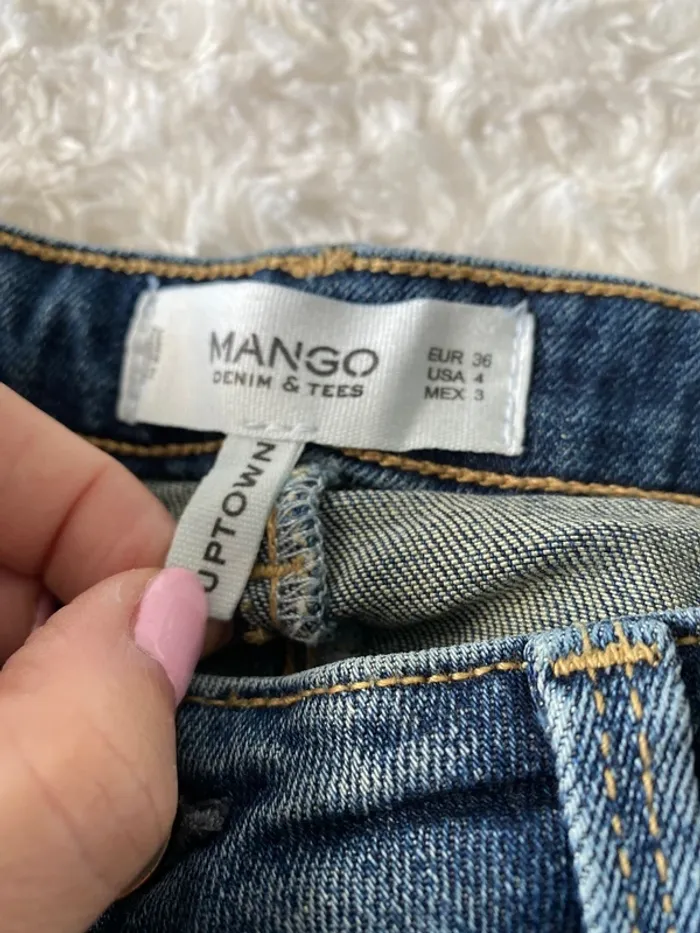 MANGO
DENIM & TEES
EUR 36
USA 4
MEX 3
UPTOWN